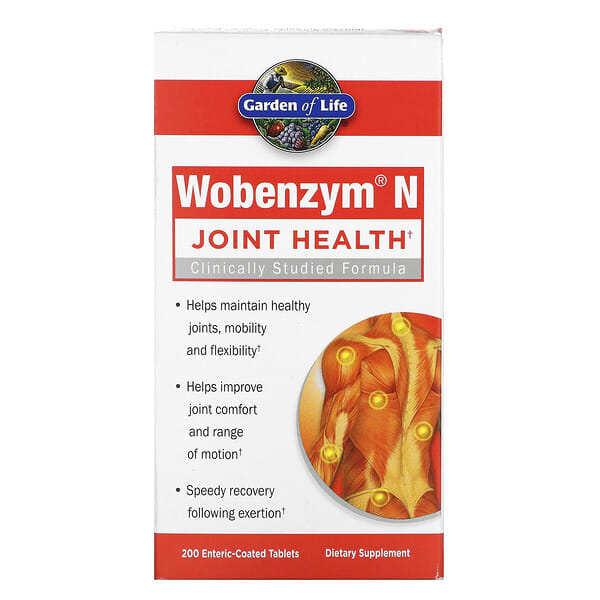 Garden of Life
Wobenzym® N
JOINT HEALTH†
Clinically Studied Formula
• Helps maintain healthy
joints, mobility
and flexibility†
• Helps improve
joint comfort
and range
of motion†
• Speedy recovery
following exertion†
200 Enteric-Coated Tablets Dietary Supplement